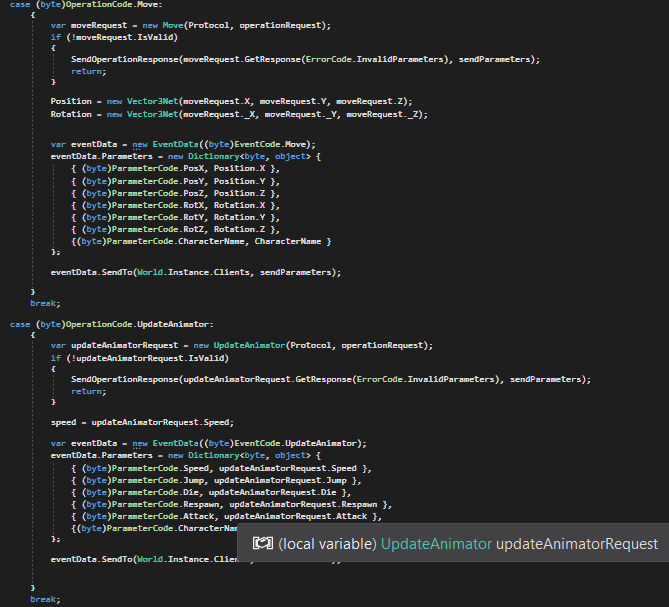 case (byte)OperationCode.Move:
{
var moveRequest = new Move(Protocol, operationRequest);
if (!moveRequest.IsValid)
{
SendOperationResponse(moveRequest.GetResponse(ErrorCode.InvalidParameters), sendParameters);
return;
}
Position = new Vector3Net(moveRequest.X, moveRequest.Y, moveRequest.Z);
Rotation = new Vector3Net(moveRequest._X, moveRequest._Y, moveRequest._Z);
var eventData = new EventData((byte)EventCode.Move);
eventData.Parameters = new Dictionary<byte, object> {
{ (byte)ParameterCode.PosX, Position.X },
{ (byte)ParameterCode.PosY, Position.Y },
{ (byte)ParameterCode.PosZ, Position.Z },
{ (byte)ParameterCode.RotX, Rotation.X },
{ (byte)ParameterCode.RotY, Rotation.Y },
{ (byte)ParameterCode.RotZ, Rotation.Z },
{(byte)ParameterCode.CharacterName, CharacterName }
};
eventData.SendTo(World.Instance.Clients, sendParameters);
}
break;
case (byte)OperationCode.UpdateAnimator:
{
var updateAnimatorRequest = new UpdateAnimator(Protocol, operationRequest);
if (!updateAnimatorRequest.IsValid)
{
SendOperationResponse(updateAnimatorRequest.GetResponse(ErrorCode.InvalidParameters), sendParameters);
return;
}
speed = updateAnimatorRequest.Speed;
var eventData = new EventData((byte)EventCode.UpdateAnimator);
eventData.Parameters = new Dictionary<byte, object> {
{ (byte)ParameterCode.Speed, updateAnimatorRequest.Speed },
{ (byte)ParameterCode.Jump, updateAnimatorRequest.Jump },
{ (byte)ParameterCode.Die, updateAnimatorRequest.Die },
{ (byte)ParameterCode.Respawn, updateAnimatorRequest.Respawn },
{ (byte)ParameterCode.Attack, updateAnimatorRequest.Attack },
{(byte)ParameterCode.CharacterNam
(local variable) UpdateAnimator updateAnimatorRequest
};
eventData.SendTo(World.Instance.Clie
}
break;